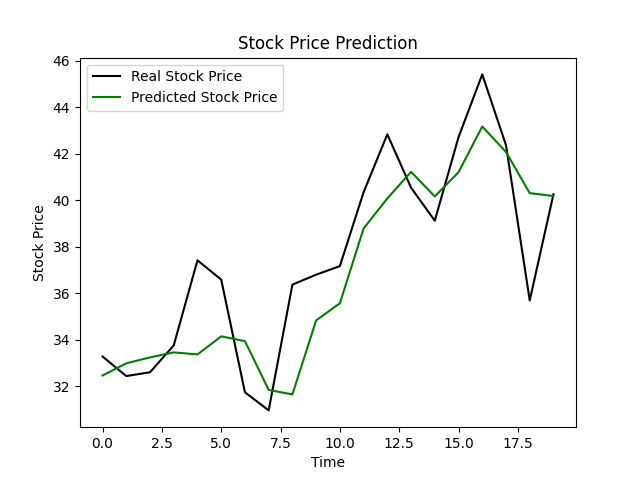 Stock Price Prediction
Real Stock Price
Predicted Stock Price
46
44
42
40
38
36
34
32
Stock Price
0.0 2.5 5.0 7.5 10.0 12.5 15.0 17.5
Time